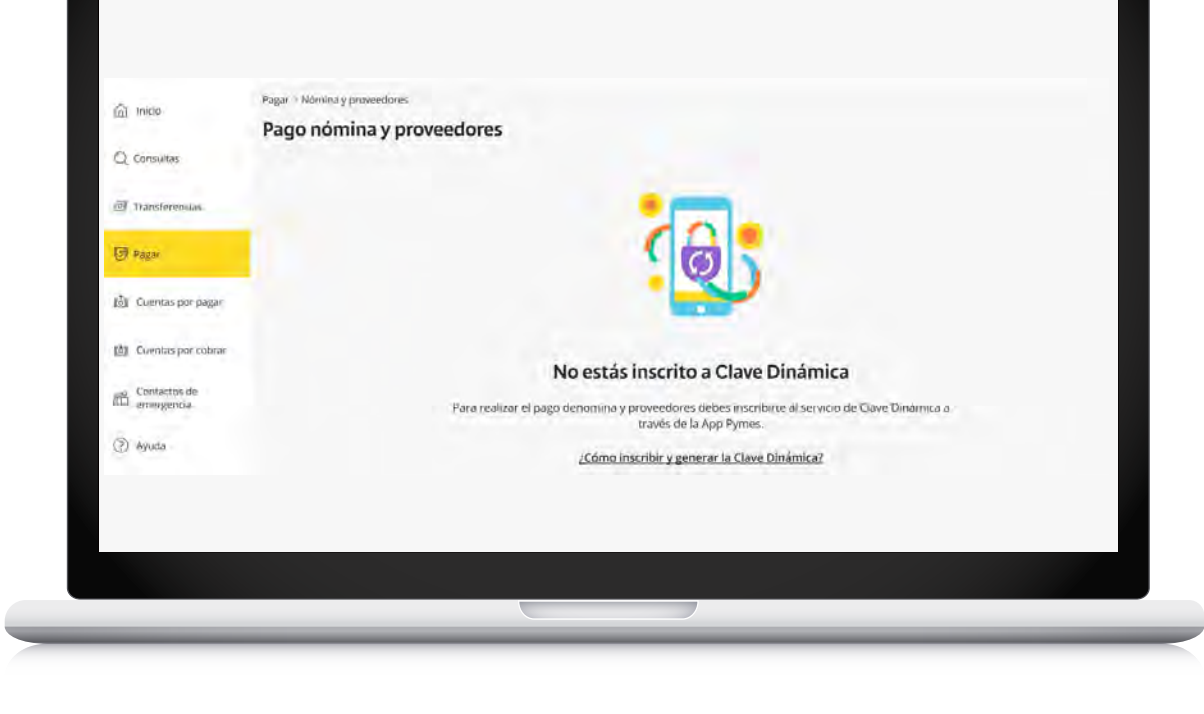 Inicio
Consultas
Transferencias
Pagar
Cuentas por pagar
Cuentas por cobrar
Contactos de
emergencia
Ayuda
Pagar > Nómina y proveedores
Pago nómina y proveedores
No estás inscrito a Clave Dinámica
Para realizar el pago denomina y proveedores debes inscribirte al servicio de Clave Dinámica a
través de la App Pymes.
¿Cómo inscribir y generar la Clave Dinámica?